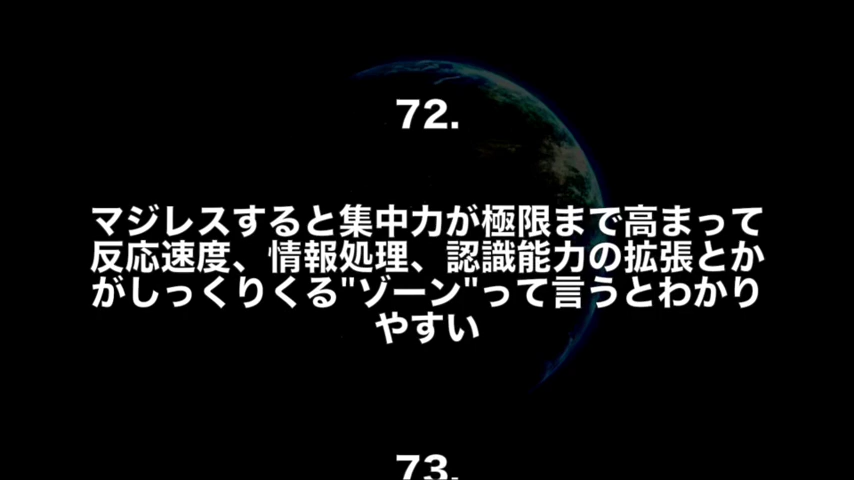 72.
マジレスすると集中力が極限まで高まって
反応速度、情報処理、認識能力の拡張とか
がしっくりくる"ゾーン"って言うとわかり
やすい
73.